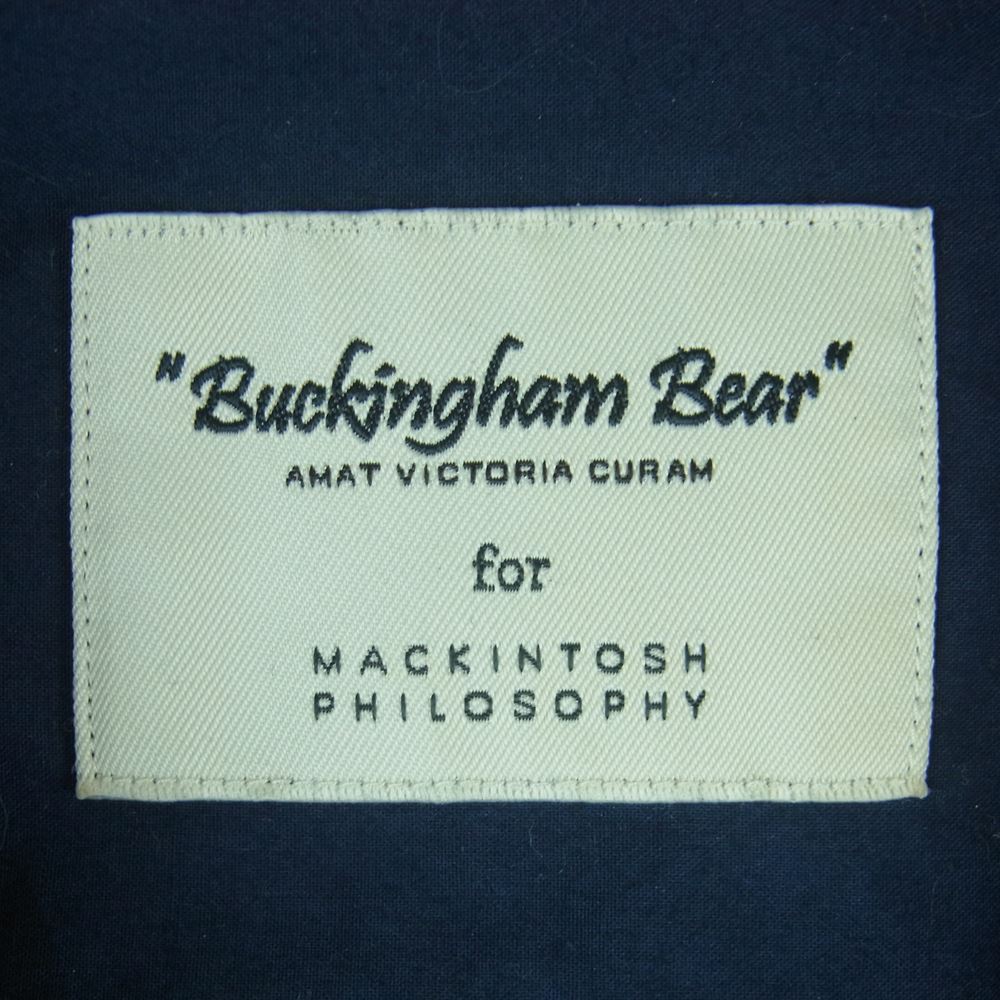 "Buckingham Bear"
AMAT VICTORIA CURAM
for
MACKINTOSH
PHILOSOPHY